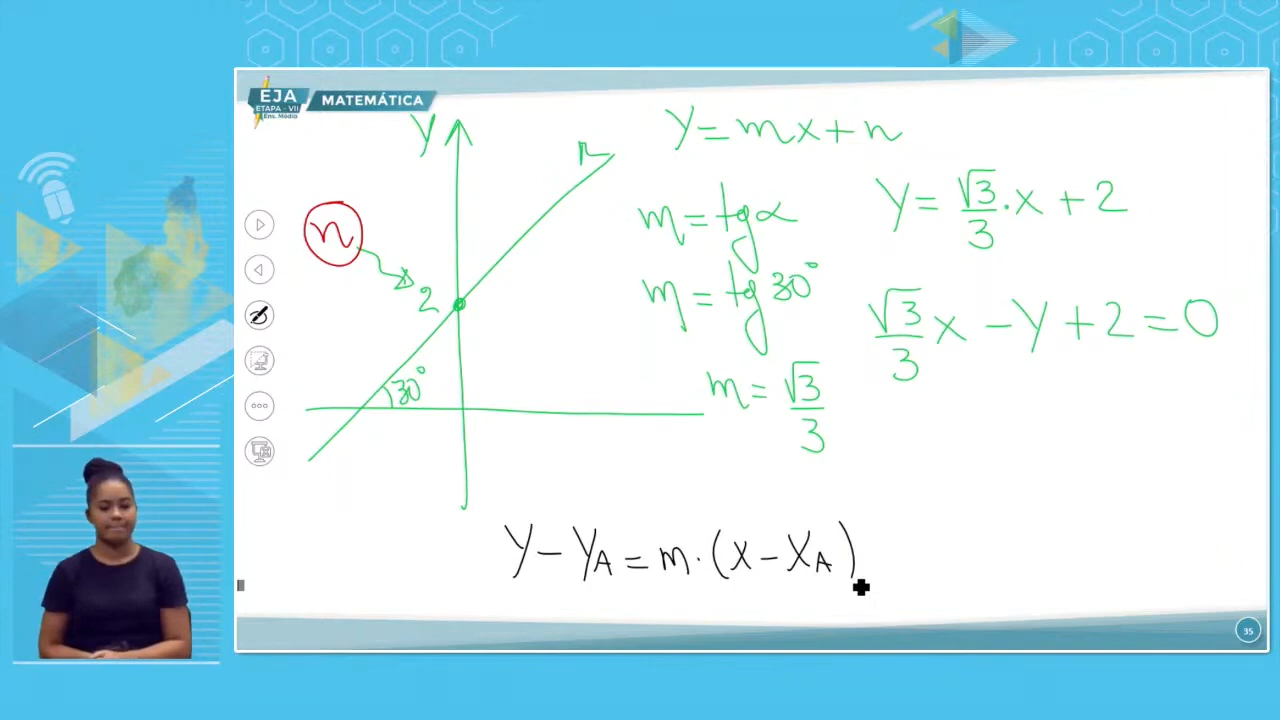 EJA
ETAPA - VII
Ens. Médio
MATEMÁTICA
y
r
n
2
30°
y = mx + n
m = tg α
m = tg 30°
m = √3/3
y = √3/3 . x + 2
√3/3 x - y + 2 = 0
y - yA = m . (x - xA)
35